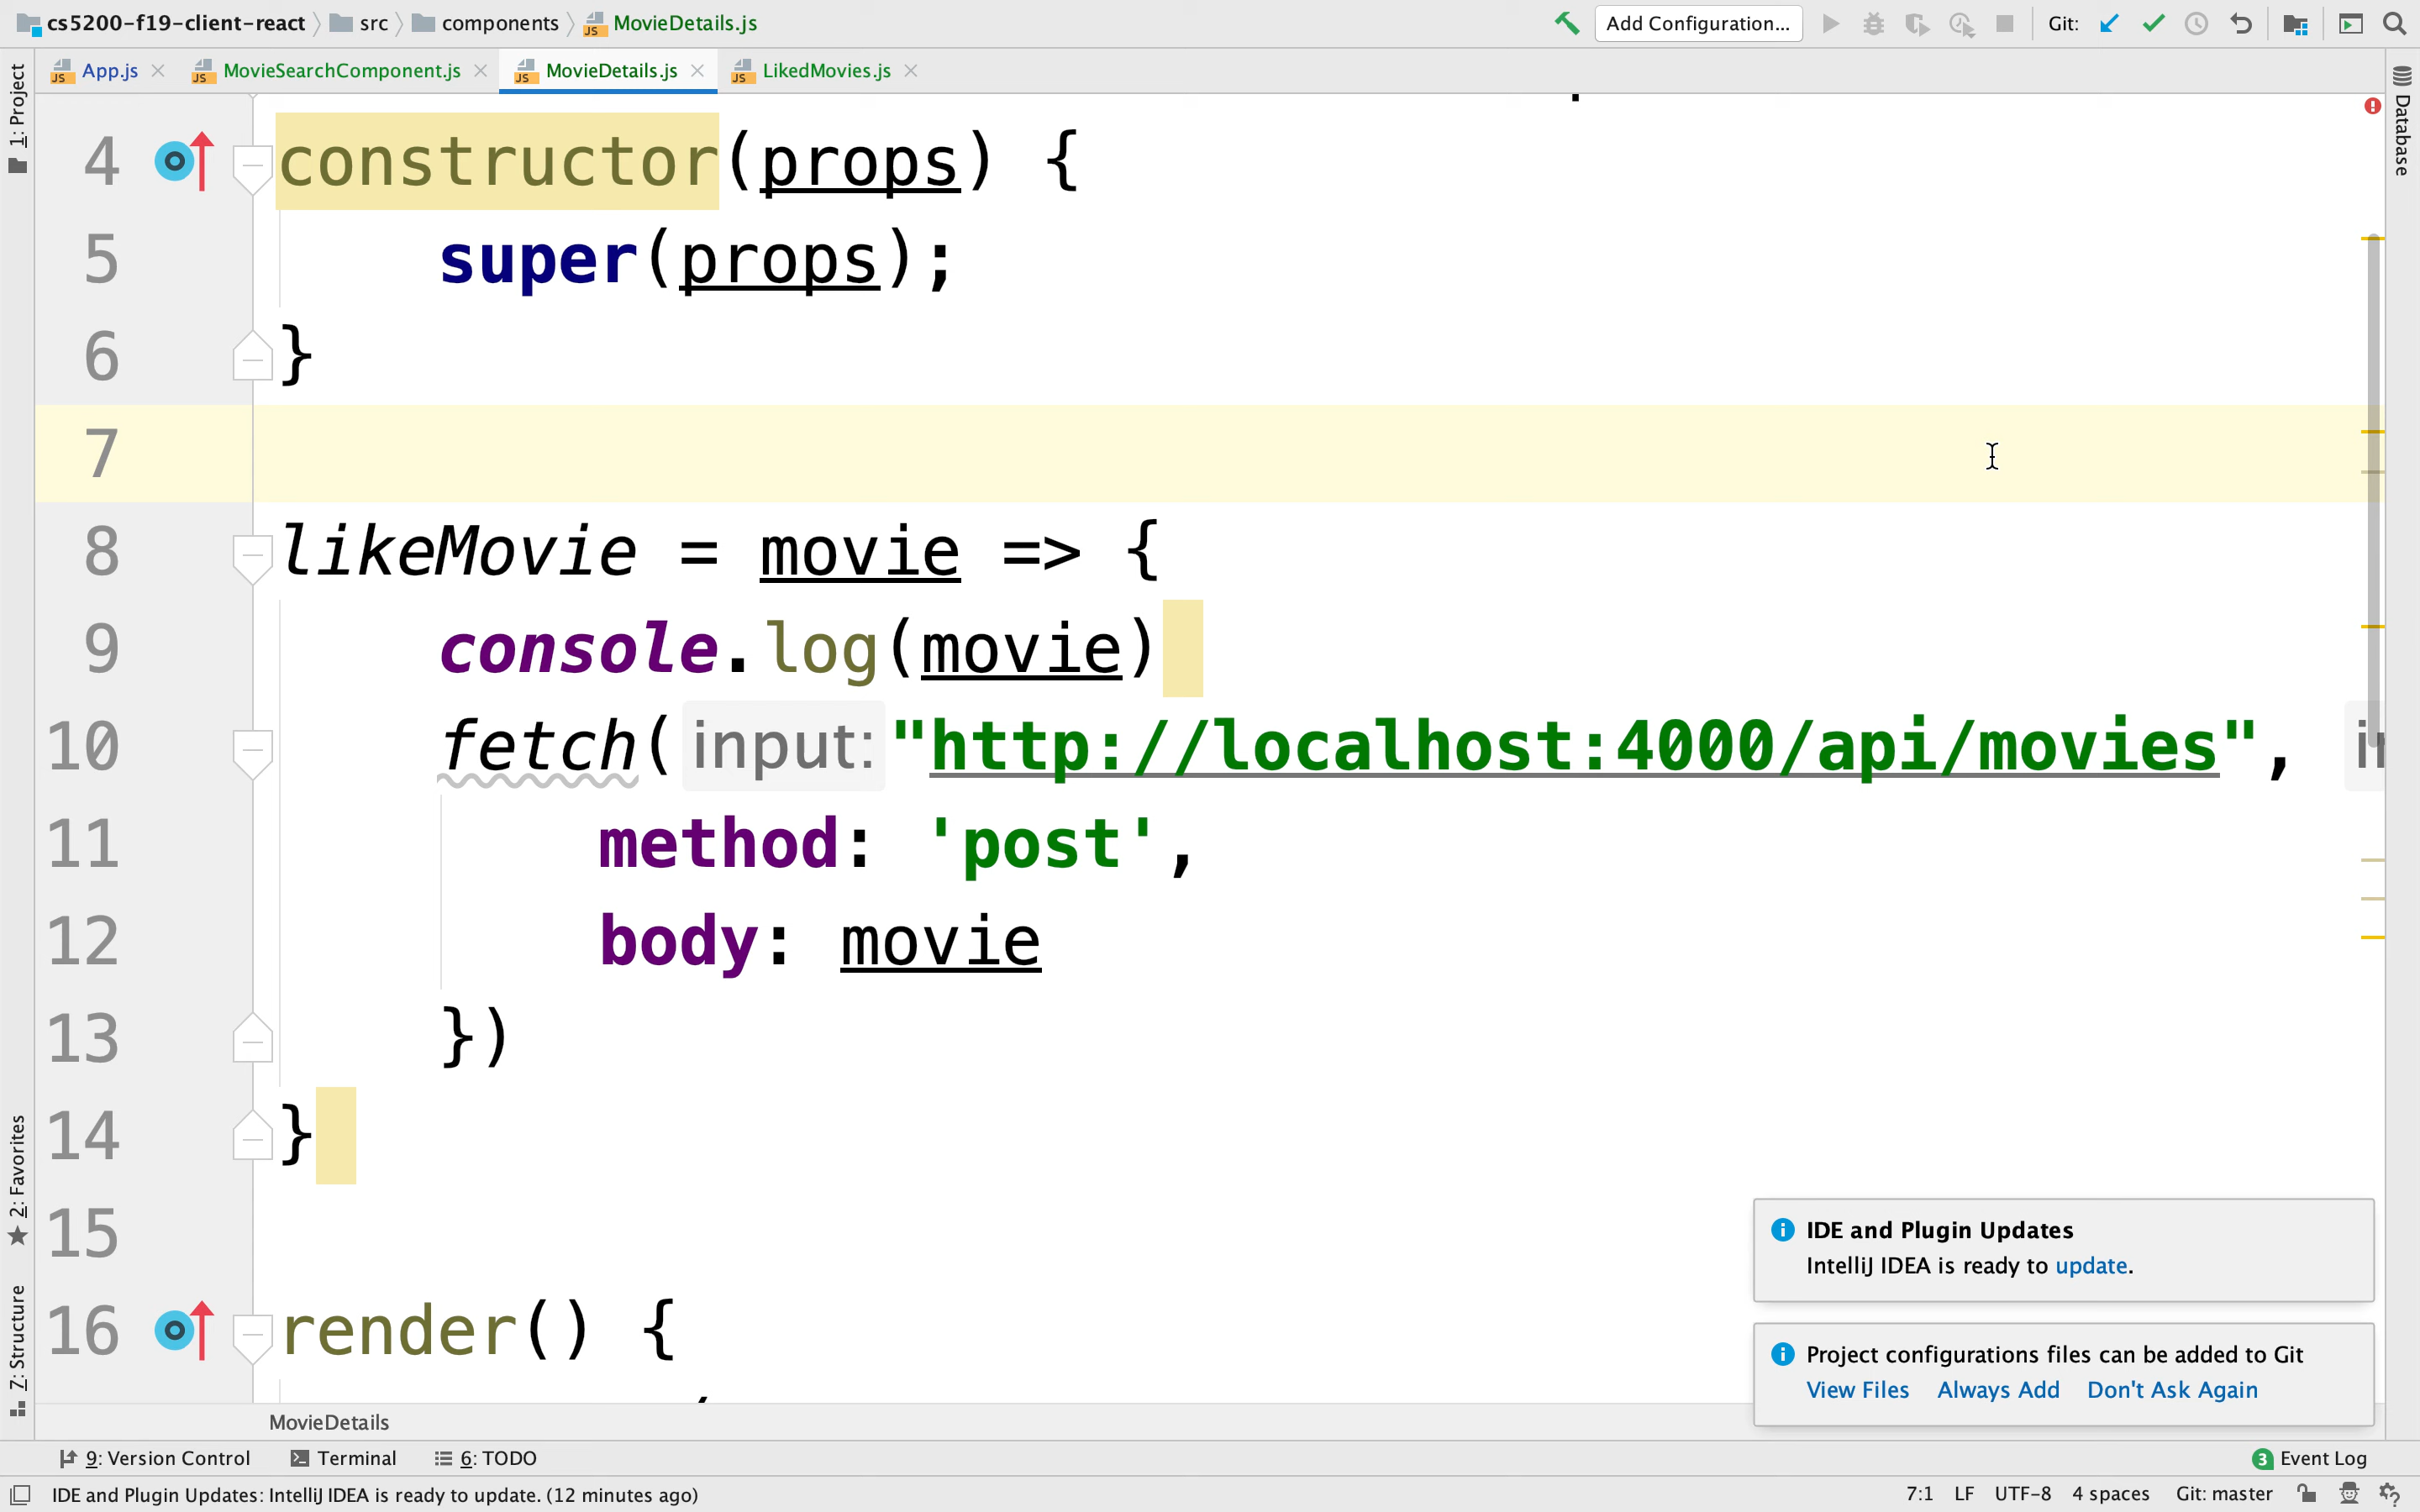 cs5200-f19-client-react src components MovieDetails.js Add Configuration... Git:
App.js MovieSearchComponent.js MovieDetails.js LikedMovies.js
1: Project
Database
4 constructor(props) {
5 super(props);
6 }
7
8 likeMovie = movie => {
9 console.log(movie)
10 fetch( input: "http://localhost:4000/api/movies",
11 method: 'post',
12 body: movie
13 })
14 }
15
16 render() {
2: Favorites
7: Structure
IDE and Plugin Updates
IntelliJ IDEA is ready to update.
Project configurations files can be added to Git
View Files Always Add Don't Ask Again
MovieDetails
9: Version Control Terminal 6: TODO 3 Event Log
IDE and Plugin Updates: IntelliJ IDEA is ready to update. (12 minutes ago) 7:1 LF UTF-8 4 spaces Git: master